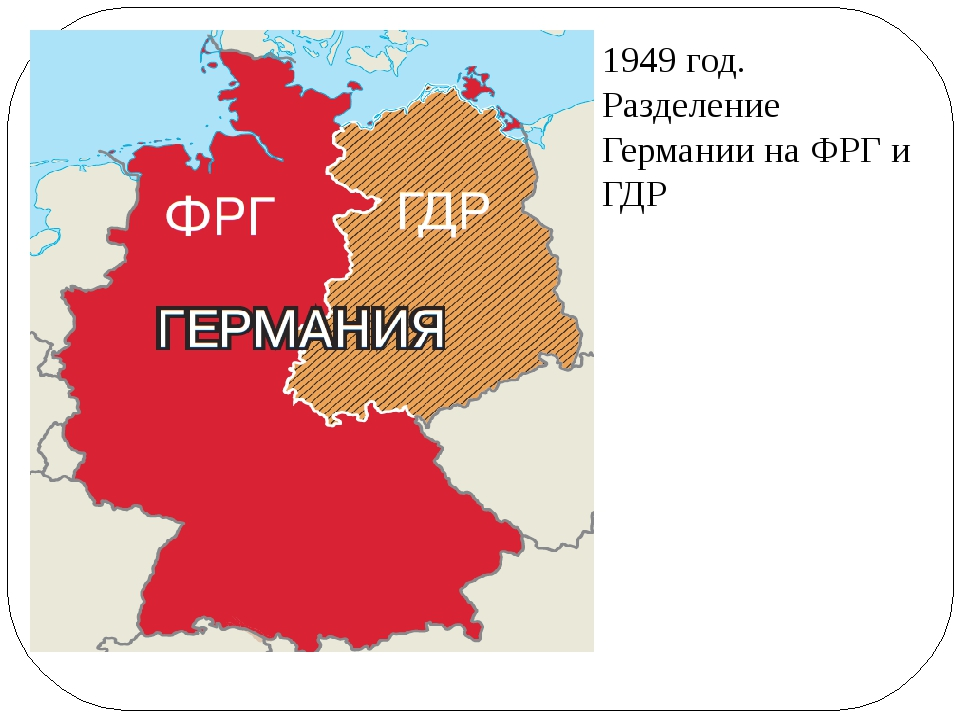 1949 год.
Разделение
Германии на ФРГ и
ГДР
ФРГ
ГДР
ГЕРМАНИЯ